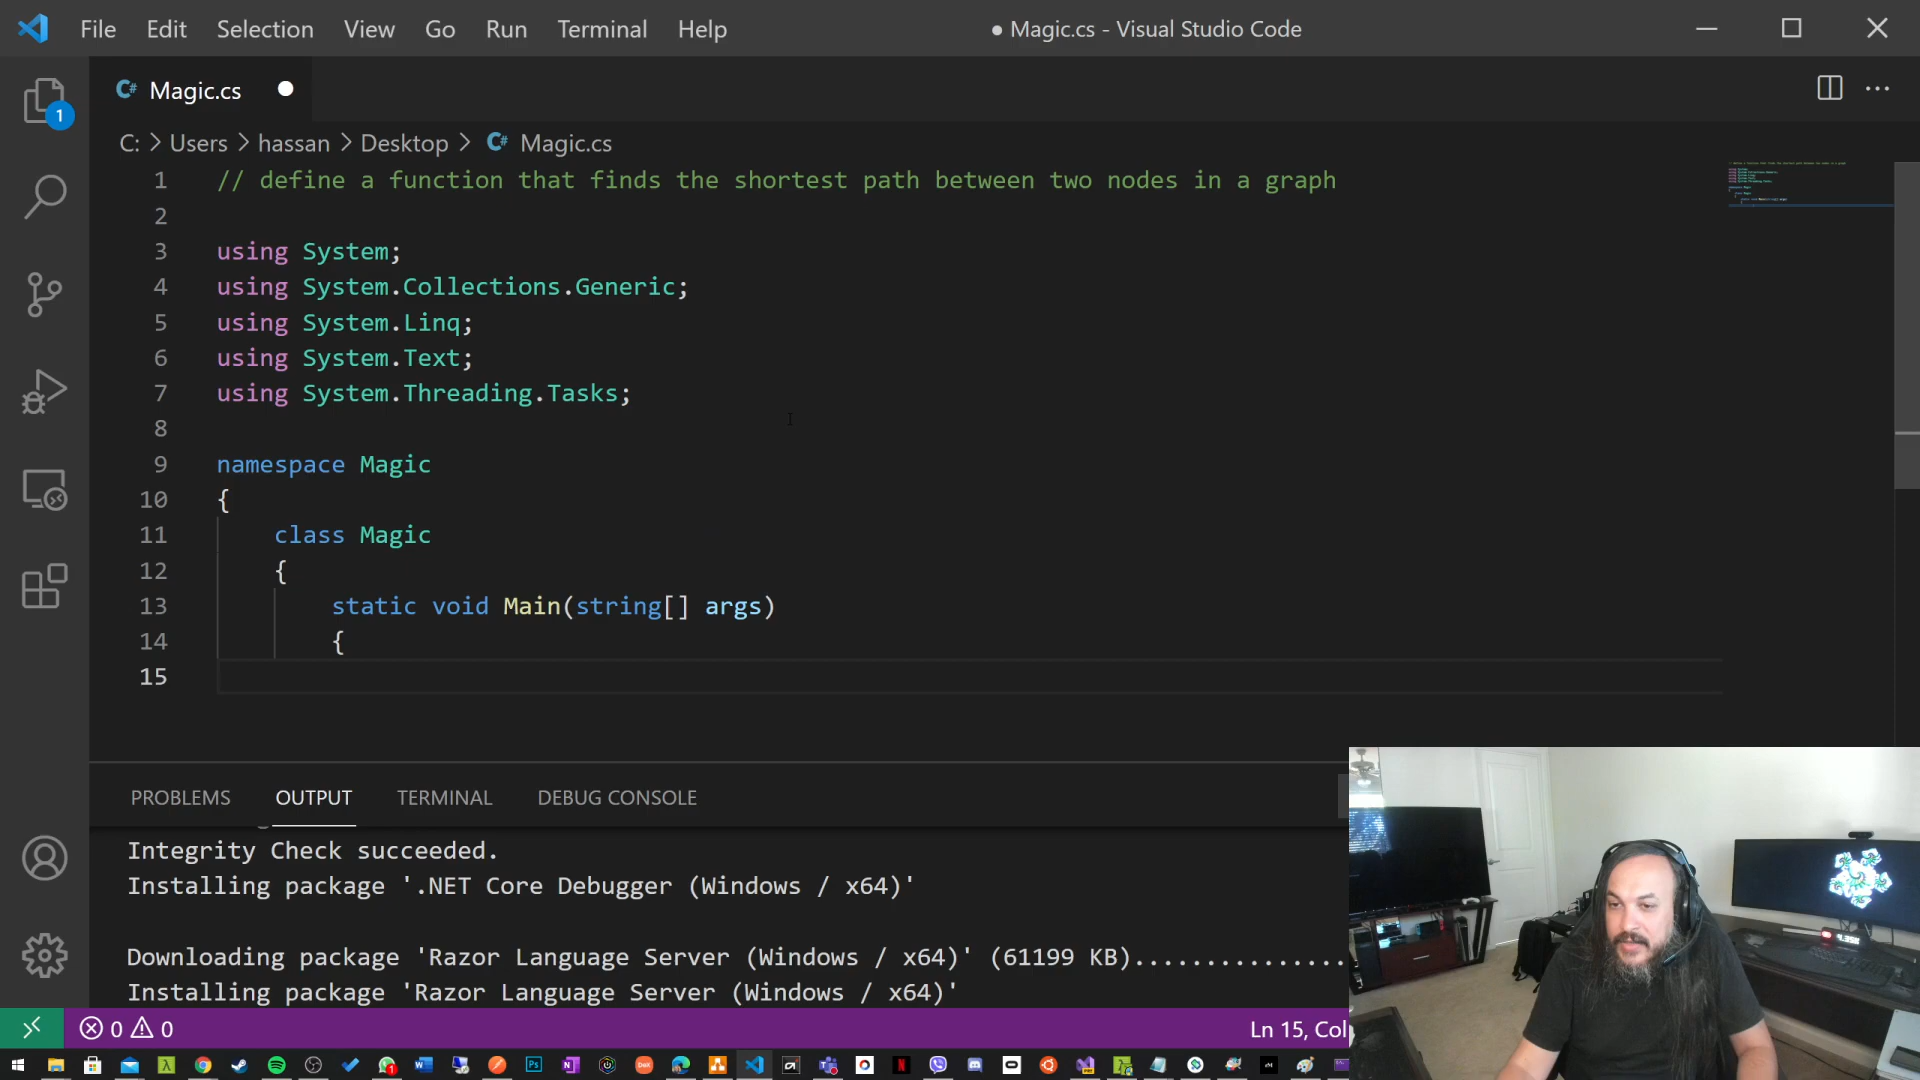 File Edit Selection View Go Run Terminal Help
● Magic.cs - Visual Studio Code
C# Magic.cs
1
C: > Users > hassan > Desktop > C# Magic.cs
1 // define a function that finds the shortest path between two nodes in a graph
2
3 using System;
4 using System.Collections.Generic;
5 using System.Linq;
6 using System.Text;
7 using System.Threading.Tasks;
8
9 namespace Magic
10 {
11 class Magic
12 {
13 static void Main(string[] args)
14 {
15
PROBLEMS OUTPUT TERMINAL DEBUG CONSOLE
Integrity Check succeeded.
Installing package '.NET Core Debugger (Windows / x64)'
Downloading package 'Razor Language Server (Windows / x64)' (61199 KB)...............
Installing package 'Razor Language Server (Windows / x64)'
0 0
Ln 15, Col